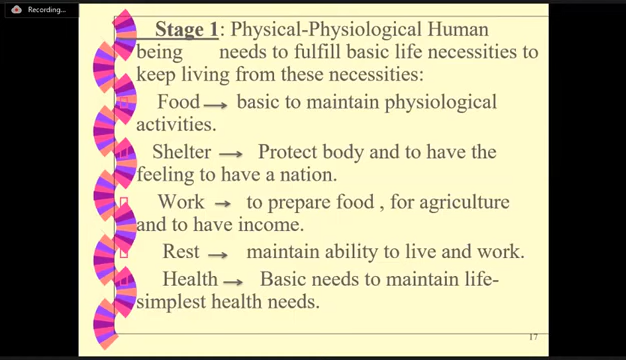 Recording...
Stage 1: Physical-Physiological Human
being needs to fulfill basic life necessities to
keep living from these necessities:
Food → basic to maintain physiological
activities.
Shelter → Protect body and to have the
feeling to have a nation.
Work → to prepare food , for agriculture
and to have income.
Rest → maintain ability to live and work.
Health → Basic needs to maintain life-
simplest health needs.
17